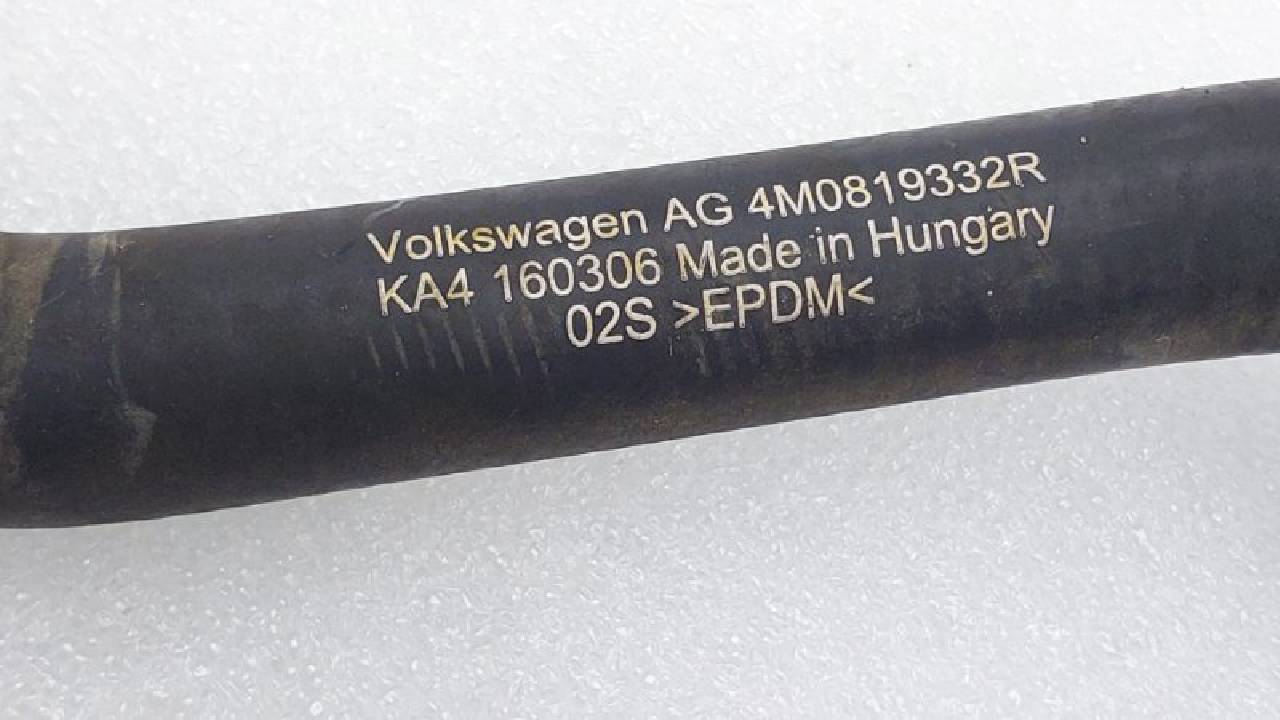 Volkswagen AG 4M0819332R
KA4 160306 Made in Hungary
02S >EPDM<